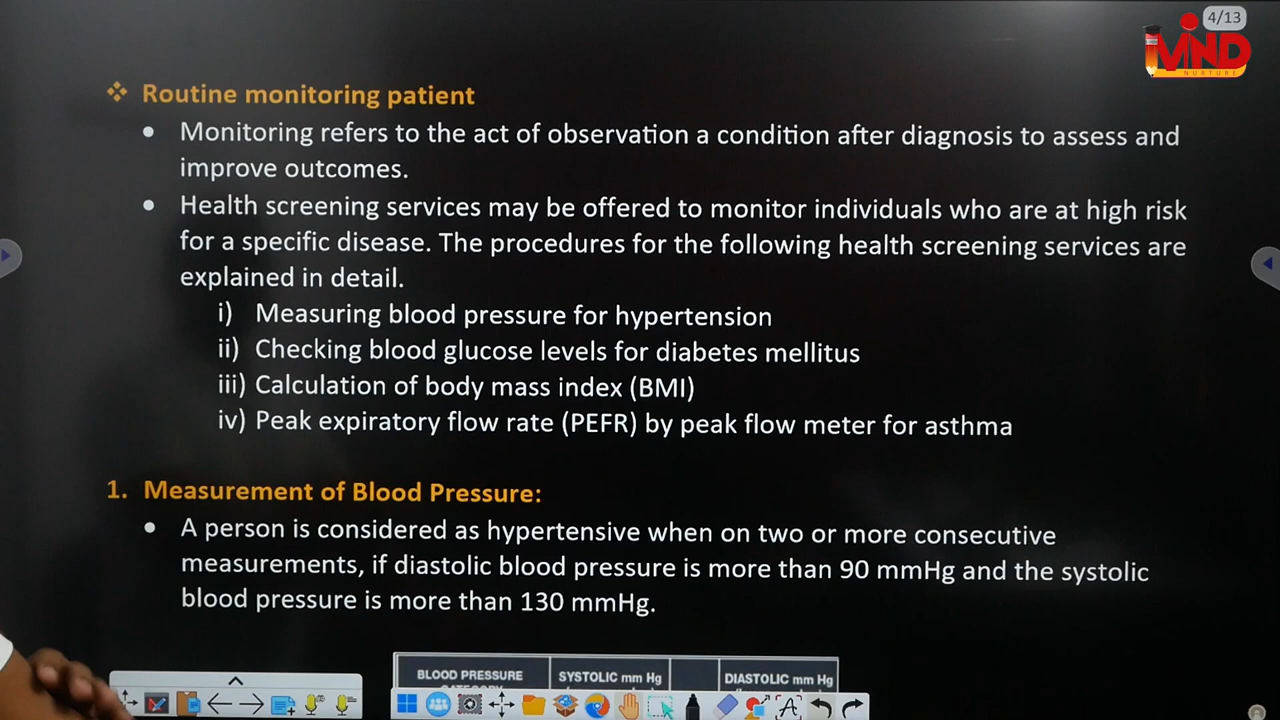 4/13
MIND
NURTURE
Routine monitoring patient
Monitoring refers to the act of observation a condition after diagnosis to assess and
improve outcomes.
Health screening services may be offered to monitor individuals who are at high risk
for a specific disease. The procedures for the following health screening services are
explained in detail.
i) Measuring blood pressure for hypertension
ii) Checking blood glucose levels for diabetes mellitus
iii) Calculation of body mass index (BMI)
iv) Peak expiratory flow rate (PEFR) by peak flow meter for asthma
1. Measurement of Blood Pressure:
A person is considered as hypertensive when on two or more consecutive
measurements, if diastolic blood pressure is more than 90 mmHg and the systolic
blood pressure is more than 130 mmHg.
BLOOD PRESSURE SYSTOLIC mm Hg DIASTOLIC mm Hg